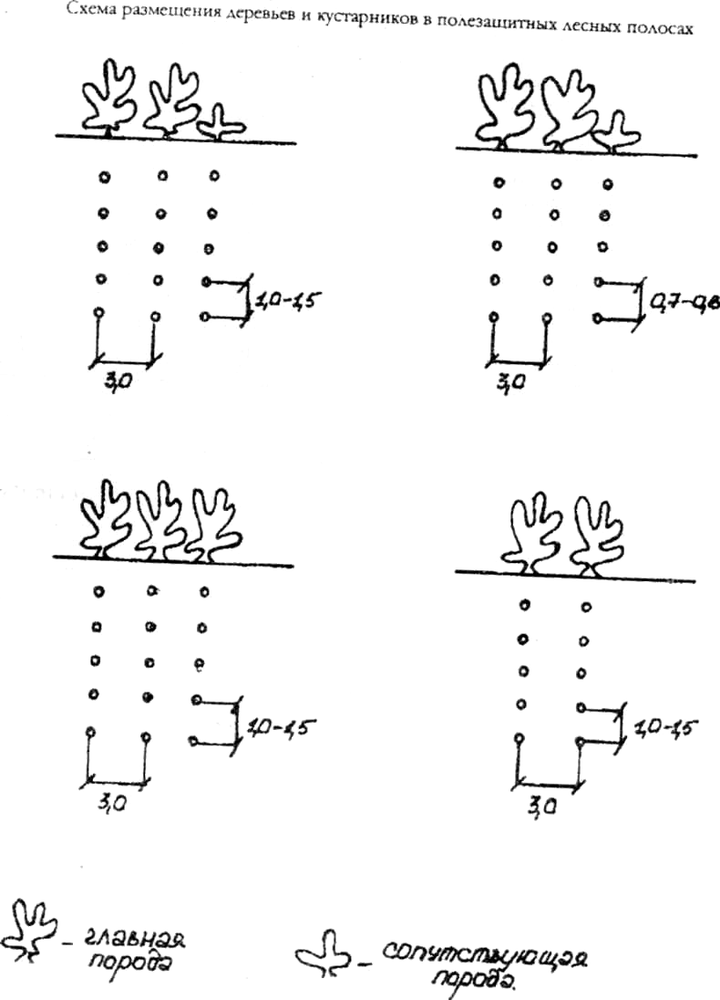 Схема размещения деревьев и кустарников в полезащитных лесных полосах
1,0-1,5
0,7-0,8
3,0
3,0
1,0-1,5
1,0-1,5
3,0
3,0
- главная
порода
- сопутствующая
порода.